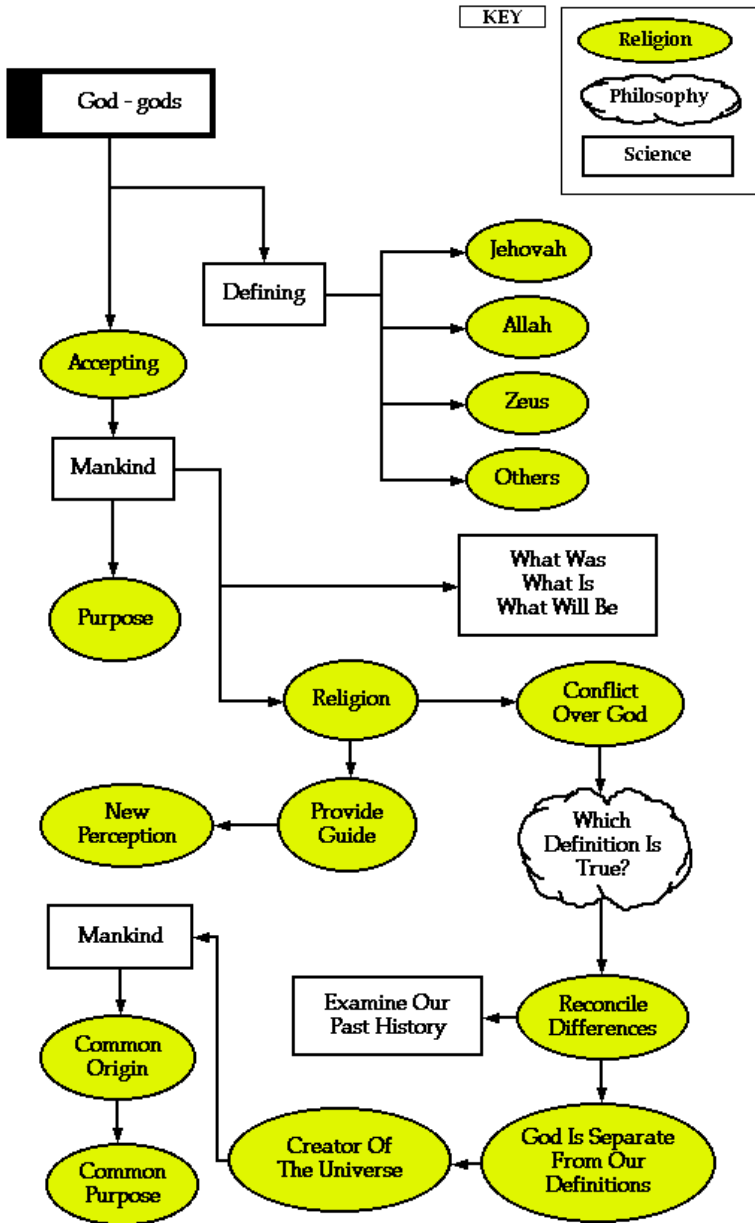 KEY
Religion
Philosophy
Science
God - gods
Defining
Jehovah
Allah
Zeus
Others
Accepting
Mankind
Purpose
What Was
What Is
What Will Be
Religion
Conflict
Over God
Provide
Guide
New
Perception
Which
Definition Is
True?
Reconcile
Differences
Examine Our
Past History
God Is Separate
From Our
Definitions
Creator Of
The Universe
Mankind
Common
Origin
Common
Purpose